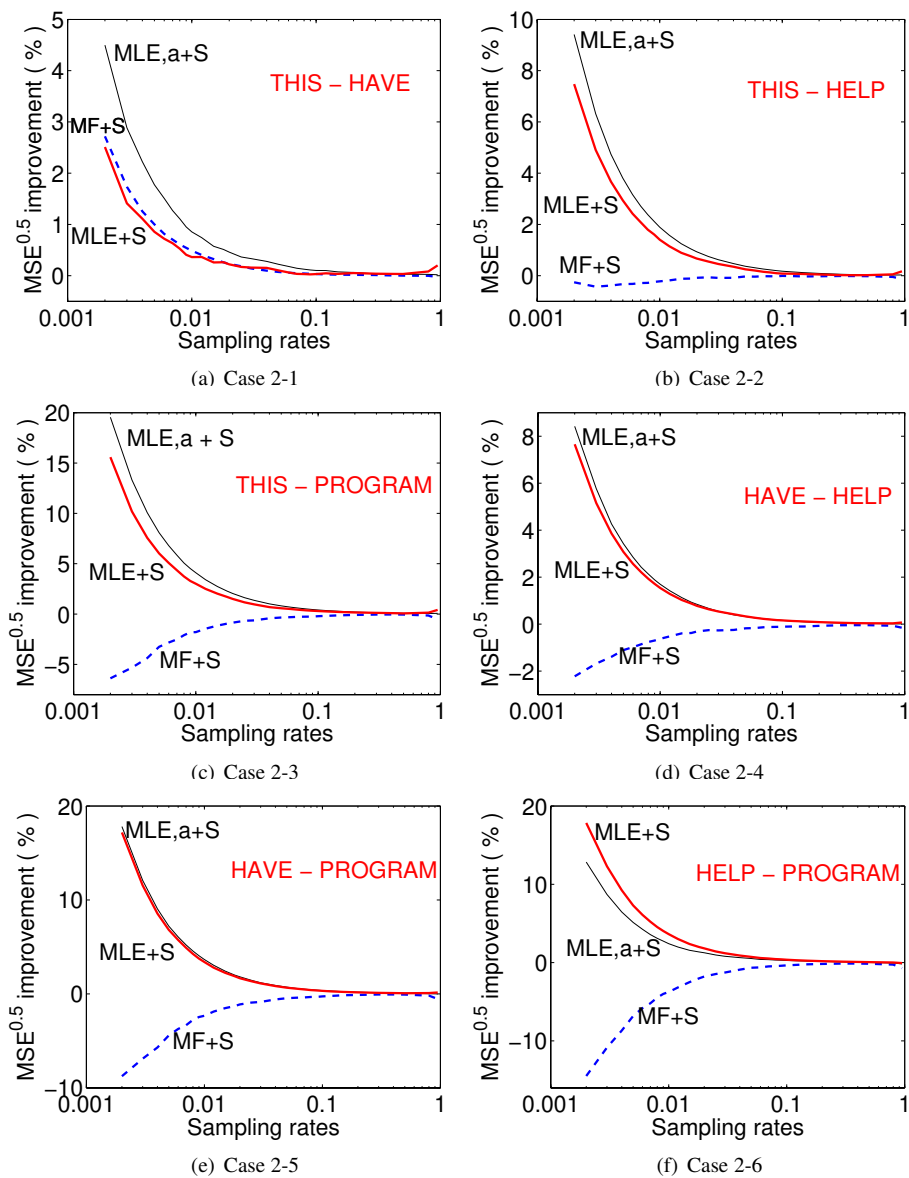 MSE^0.5 improvement ( % )
5
4
3
2
1
0
MLE,a+S
THIS − HAVE
MF+S
MLE+S
0.001 0.01 0.1 1
Sampling rates
(a) Case 2-1
MSE^0.5 improvement ( % )
10
8
6
4
2
0
MLE,a+S
THIS − HELP
MLE+S
MF+S
0.001 0.01 0.1 1
Sampling rates
(b) Case 2-2
MSE^0.5 improvement ( % )
20
15
10
5
0
−5
MLE,a + S
THIS − PROGRAM
MLE+S
MF+S
0.001 0.01 0.1 1
Sampling rates
(c) Case 2-3
MSE^0.5 improvement ( % )
8
6
4
2
0
−2
MLE,a+S
HAVE − HELP
MLE+S
MF+S
0.001 0.01 0.1 1
Sampling rates
(d) Case 2-4
MSE^0.5 improvement ( % )
20
10
0
−10
MLE,a+S
HAVE − PROGRAM
MLE+S
MF+S
0.001 0.01 0.1 1
Sampling rates
(e) Case 2-5
MSE^0.5 improvement ( % )
20
10
0
−10
MLE+S
HELP − PROGRAM
MLE,a+S
MF+S
0.001 0.01 0.1 1
Sampling rates
(f) Case 2-6